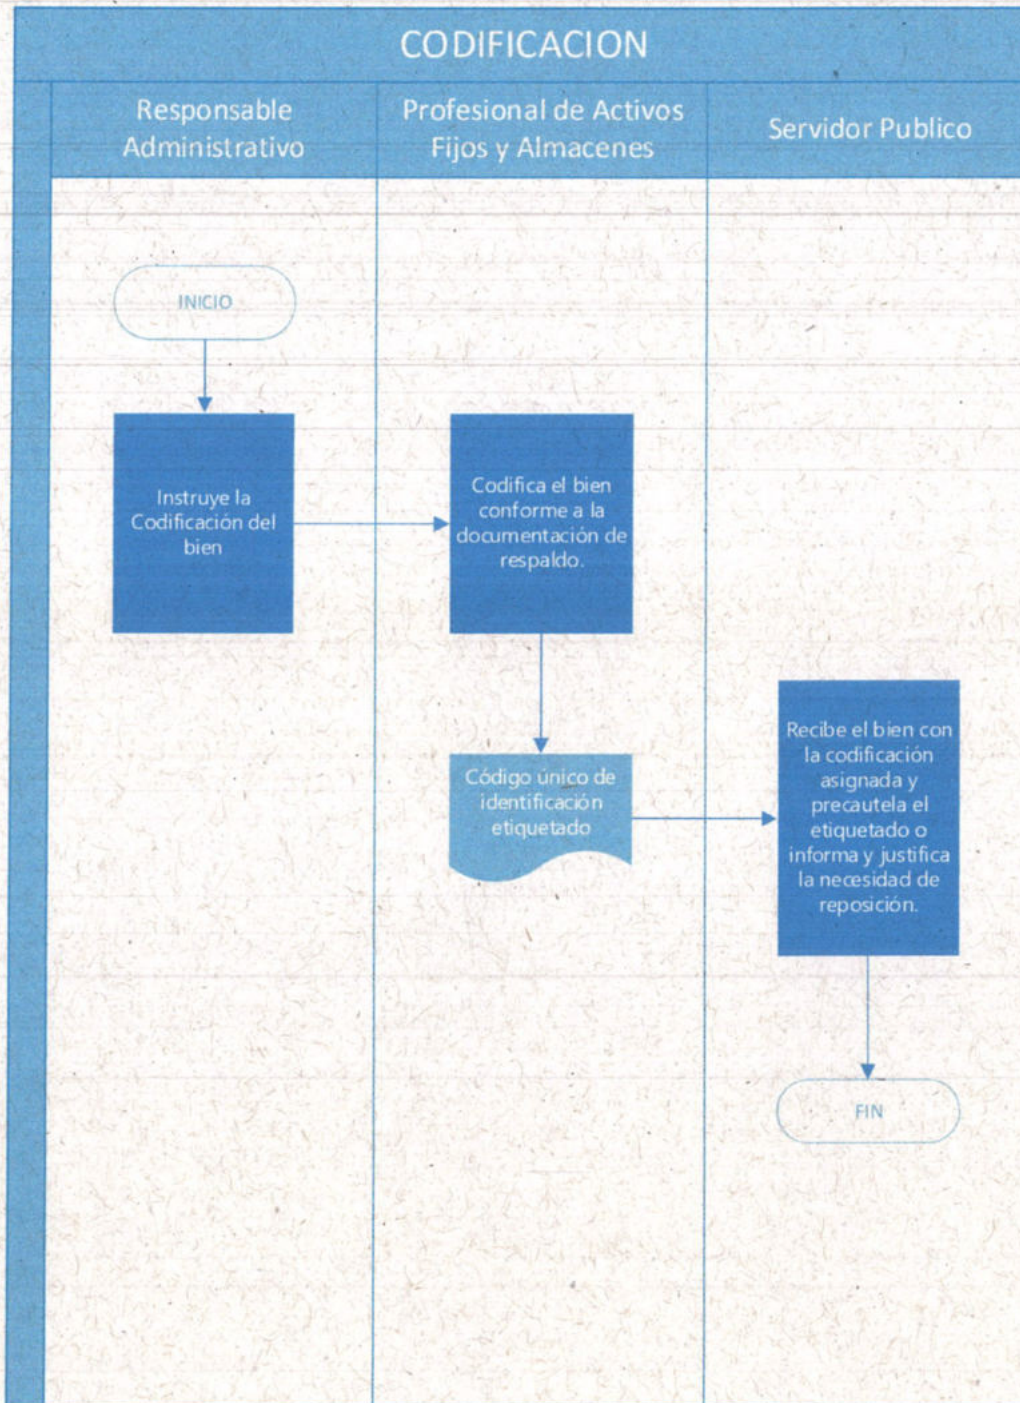 CODIFICACION
Responsable
Administrativo
Profesional de Activos
Fijos y Almacenes
Servidor Publico
INICIO
Instruye la
Codificación del
bien
Codifica el bien
conforme a la
documentación de
respaldo.
Código único de
identificación
etiquetado
Recibe el bien con
la codificación
asignada y
precautela el
etiquetado o
informa y justifica
la necesidad de
reposición.
FIN